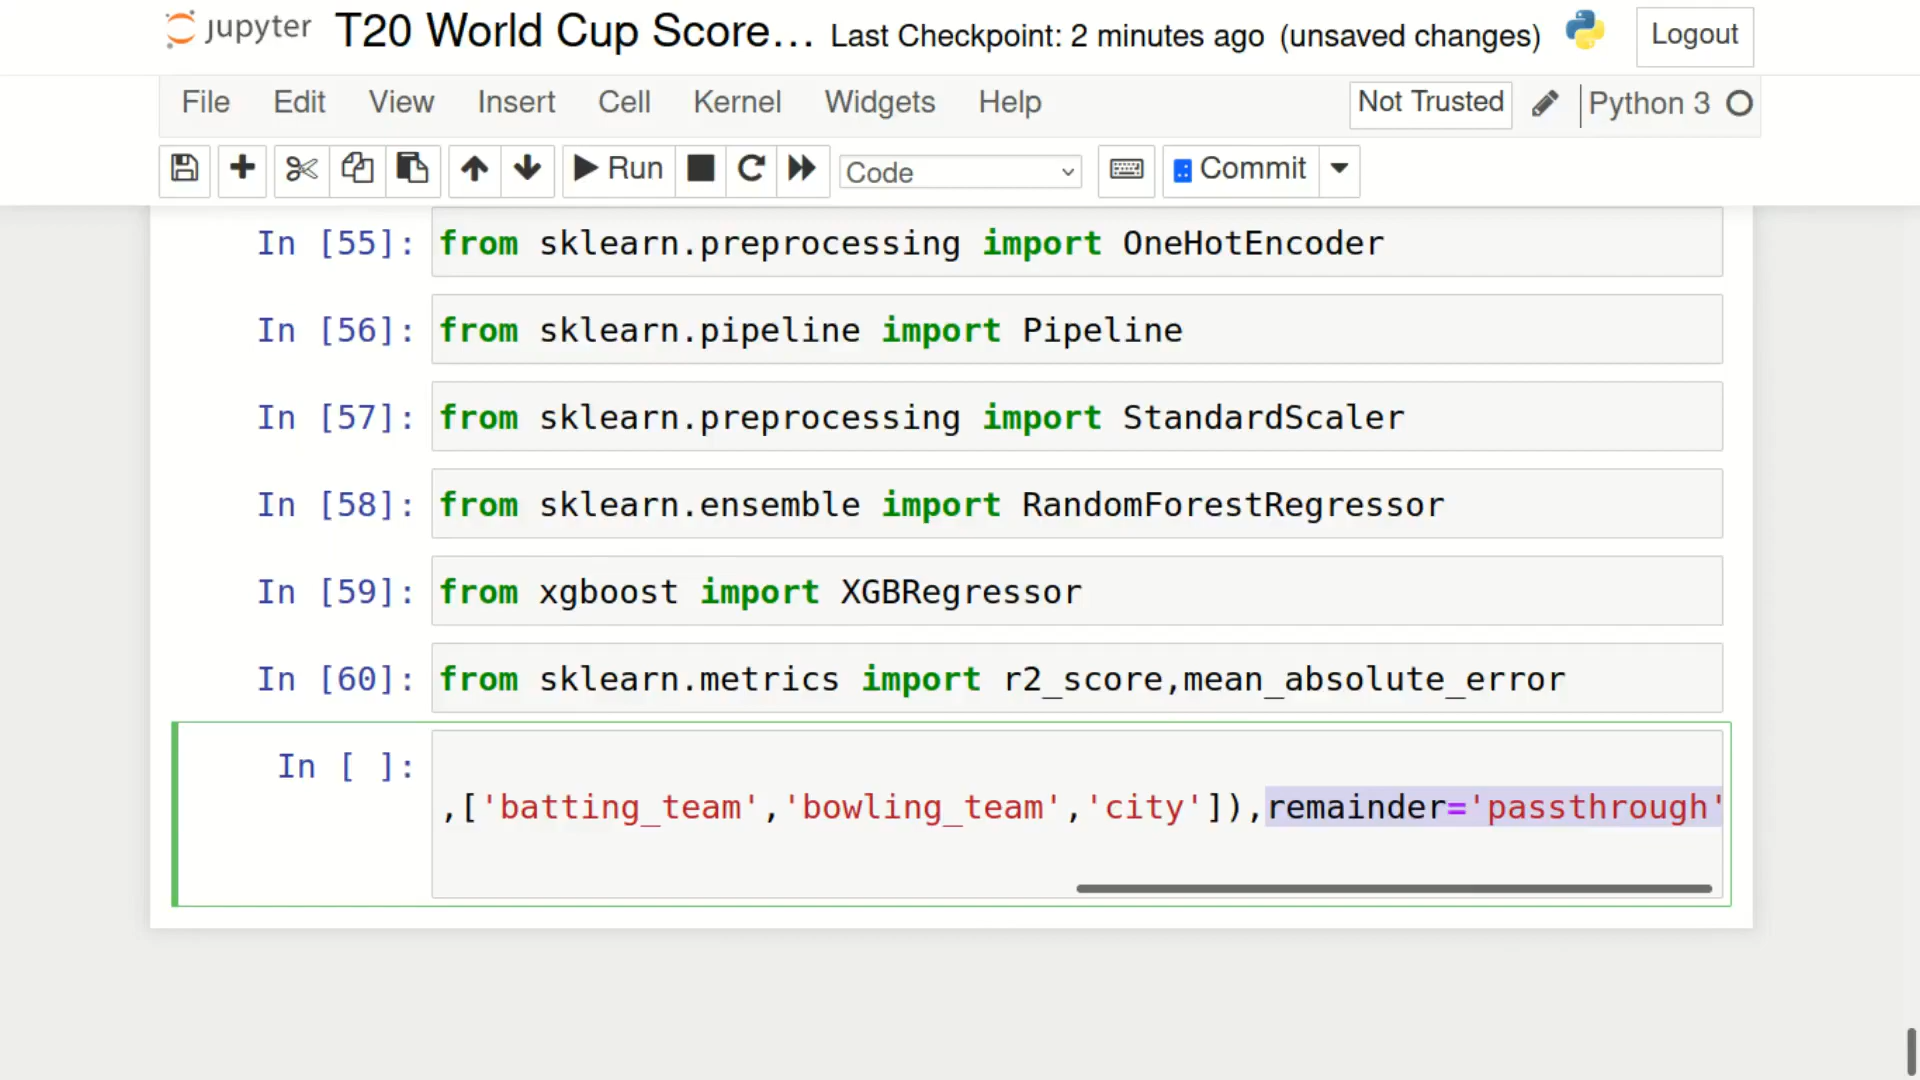 jupyter T20 World Cup Score... Last Checkpoint: 2 minutes ago (unsaved changes) Logout
File Edit View Insert Cell Kernel Widgets Help Not Trusted Python 3
Run Code Commit
In [55]: from sklearn.preprocessing import OneHotEncoder
In [56]: from sklearn.pipeline import Pipeline
In [57]: from sklearn.preprocessing import StandardScaler
In [58]: from sklearn.ensemble import RandomForestRegressor
In [59]: from xgboost import XGBRegressor
In [60]: from sklearn.metrics import r2_score,mean_absolute_error
In [ ]:
,['batting_team','bowling_team','city']),remainder='passthrough'